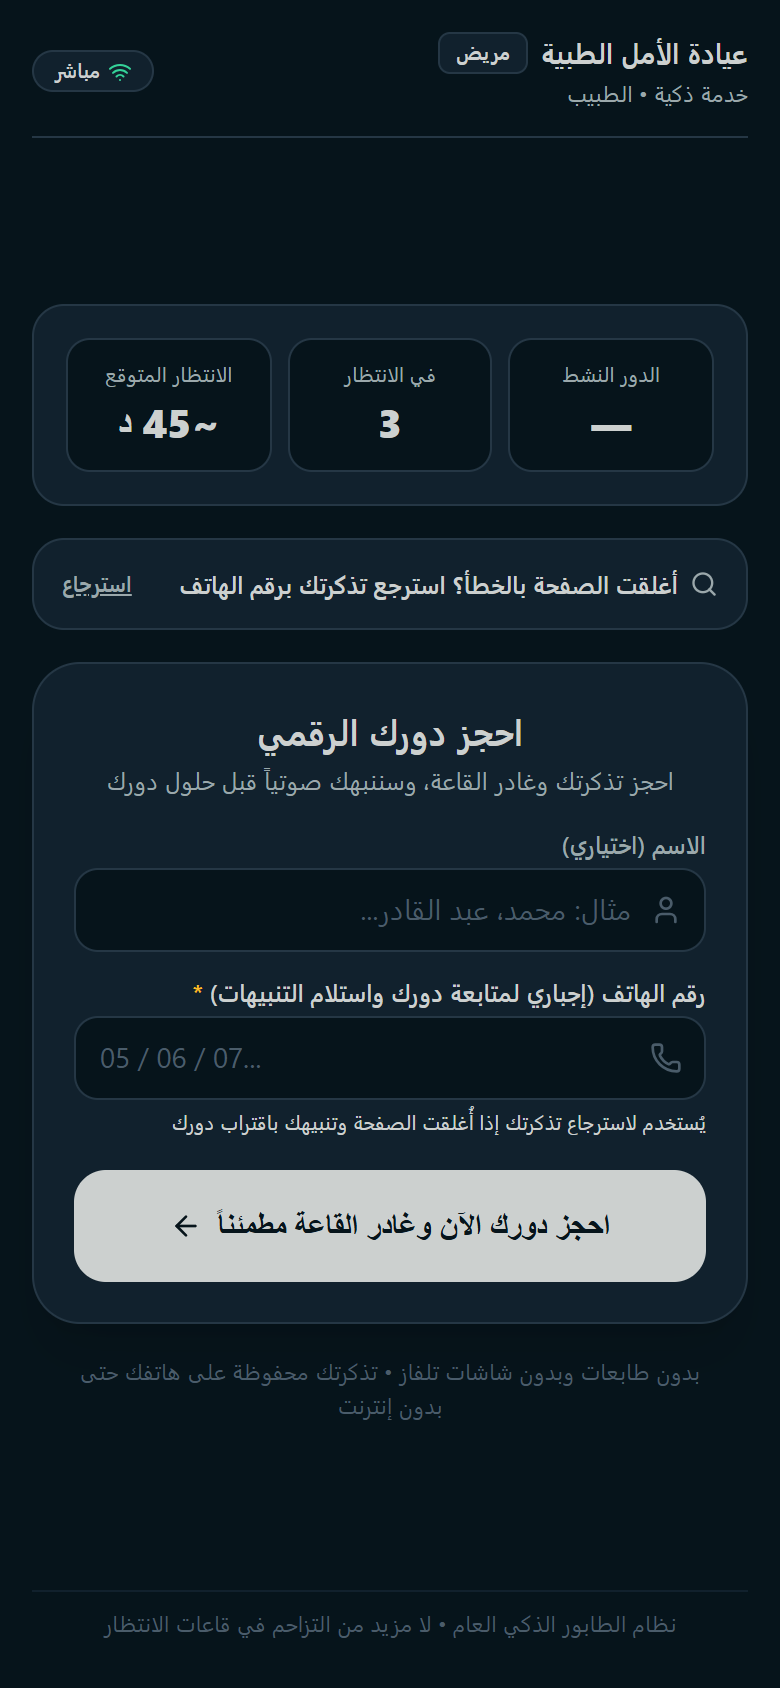 عيادة الأمل الطبية مريض
خدمة ذكية • الطبيب
مباشر
الدور النشط
—
في الانتظار
3
الانتظار المتوقع
~45 د
أغلقت الصفحة بالخطأ؟ استرجع تذكرتك برقم الهاتف
استرجاع
احجز دورك الرقمي
احجز تذكرتك وغادر القاعة، وسننبهك صوتياً قبل حلول دورك
الاسم (اختياري)
مثال: محمد، عبد القادر...
رقم الهاتف (إجباري لمتابعة دورك واستلام التنبيهات) *
05 / 06 / 07...
يُستخدم لاسترجاع تذكرتك إذا أُغلقت الصفحة وتنبيهك باقتراب دورك
احجز دورك الآن وغادر القاعة مطمئناً ←
بدون طابعات وبدون شاشات تلفاز • تذكرتك محفوظة على هاتفك حتى
بدون إنترنت
نظام الطابور الذكي العام • لا مزيد من التزاحم في قاعات الانتظار